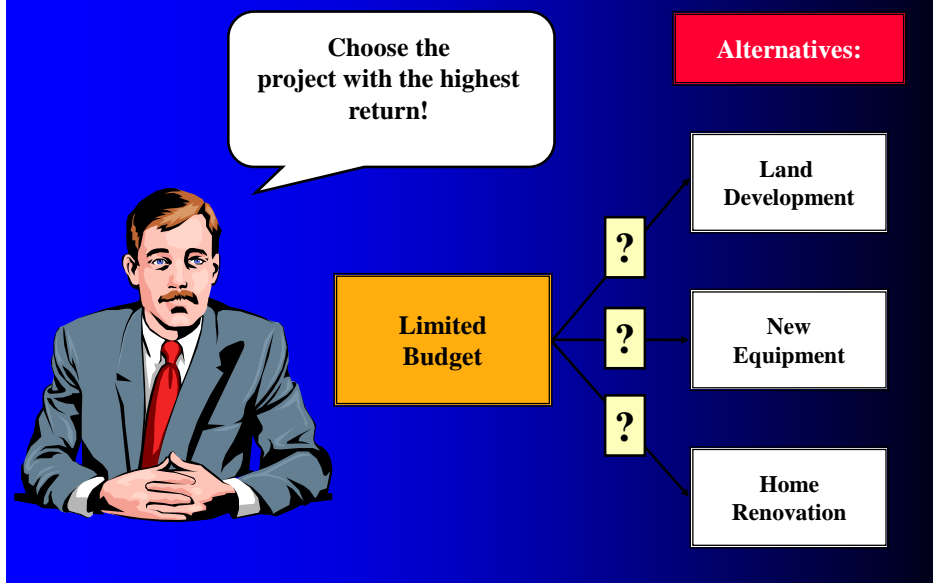 Choose the
project with the highest
return!
Alternatives:
Land
Development
?
Limited
Budget
?
New
Equipment
?
Home
Renovation